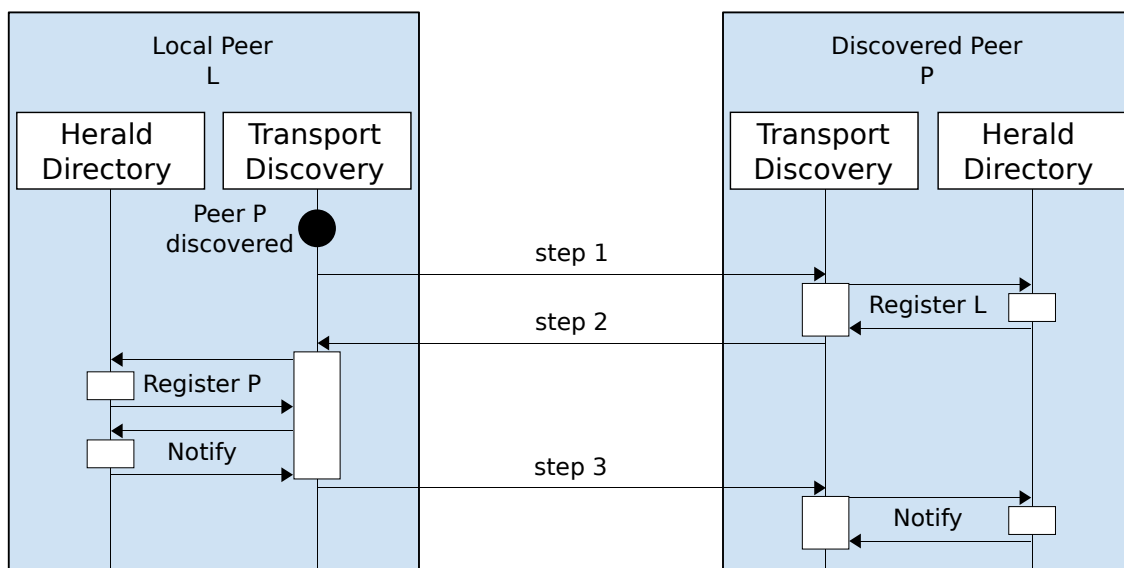 Local Peer
L
Discovered Peer
P
Herald
Directory
Transport
Discovery
Transport
Discovery
Herald
Directory
Peer P
discovered
step 1
Register L
step 2
Register P
Notify
step 3
Notify